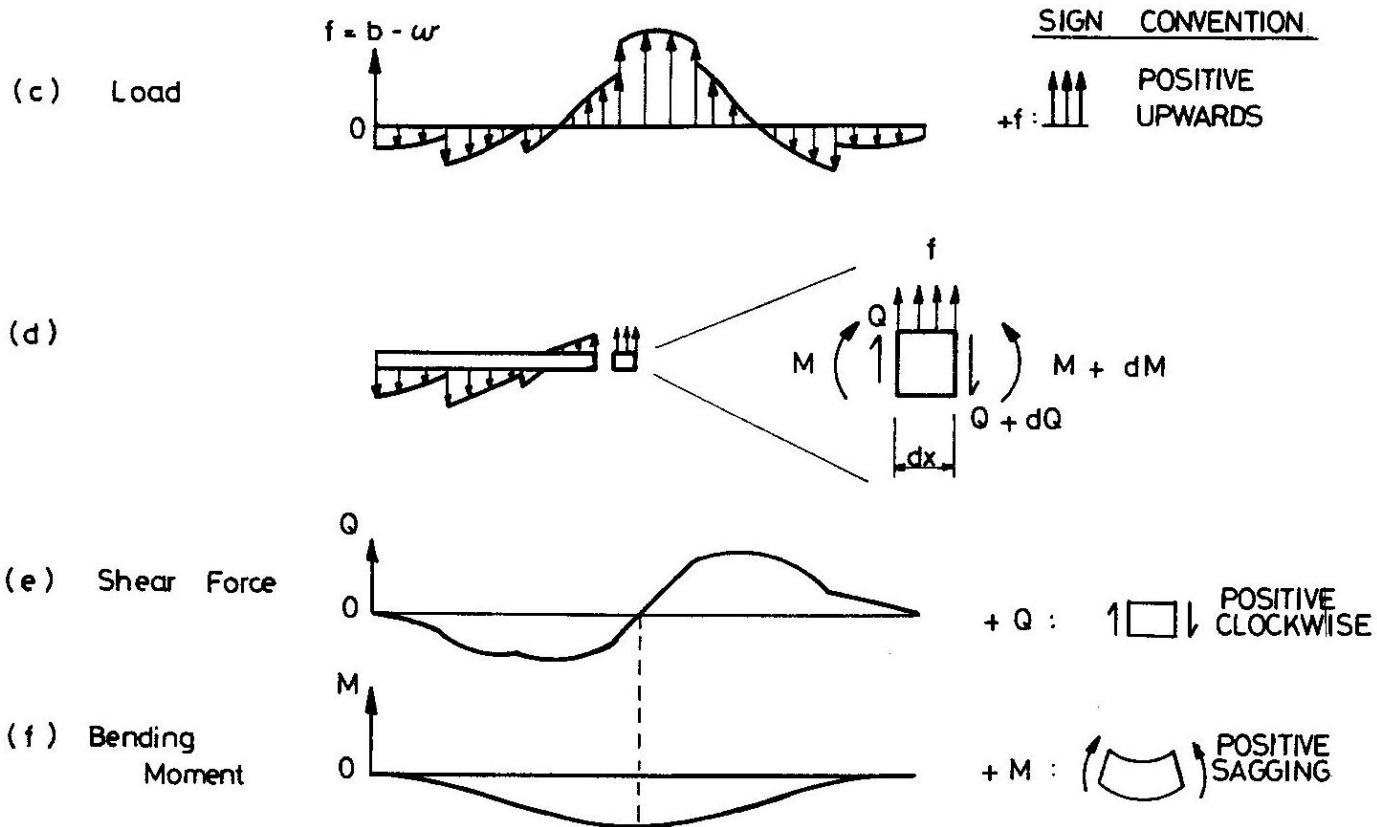 f = b - w
SIGN CONVENTION
(c) Load
0
+f :
POSITIVE
UPWARDS
(d)
f
Q
M
M + dM
Q + dQ
dx
Q
(e) Shear Force
0
+ Q :
POSITIVE
CLOCKWISE
M
(f) Bending
Moment
0
+ M :
POSITIVE
SAGGING